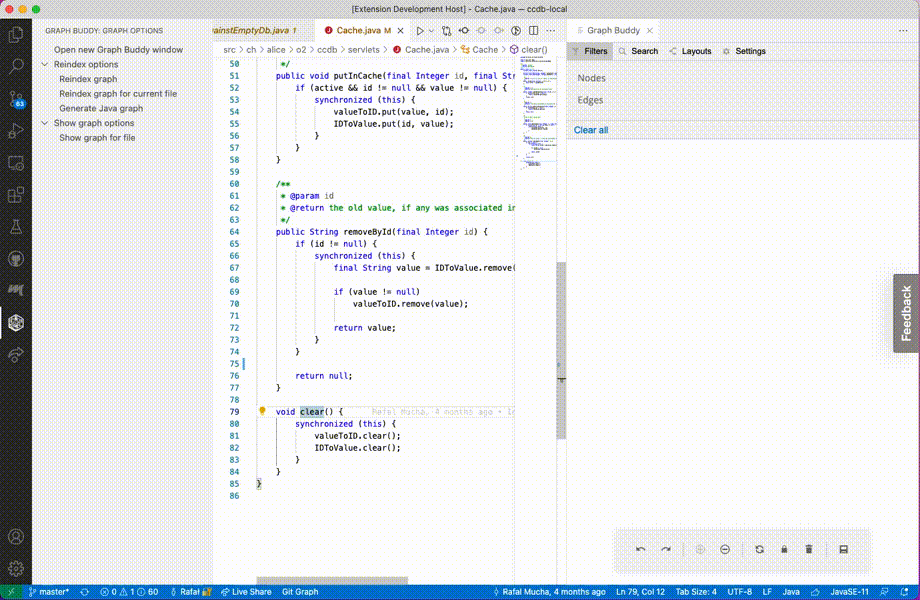 [Extension Development Host] - Cache.java — ccdb-local
GRAPH BUDDY: GRAPH OPTIONS
Open new Graph Buddy window
Reindex options
Reindex graph
Reindex graph for current file
Generate Java graph
Show graph options
Show graph for file
63
ainstEmptyDb.java 1
Cache.java M
src > ch > alice > o2 > ccdb > servlets > Cache.java > Cache > clear()
50 */
51 public void putInCache(final Integer id, final Str
52 if (active && id != null && value != null) {
53 synchronized (this) {
54 valueToID.put(value, id);
55 IDToValue.put(id, value);
56 }
57 }
58 }
59
60 /**
61 * @param id
62 * @return the old value, if any was associated in
63 */
64 public String removeById(final Integer id) {
65 if (id != null) {
66 synchronized (this) {
67 final String value = IDToValue.remove(
68
69 if (value != null)
70 valueToID.remove(value);
71
72 return value;
73 }
74 }
75
76 return null;
77 }
78
79 void clear() { Rafal Mucha, 4 months ago • In
80 synchronized (this) {
81 valueToID.clear();
82 IDToValue.clear();
83 }
84 }
85 }
86
Graph Buddy
Filters Search Layouts Settings
Nodes
Edges
Clear all
Feedback
master* 0 1 60 Rafał Live Share Git Graph Rafal Mucha, 4 months ago Ln 79, Col 12 Tab Size: 4 UTF-8 LF Java JavaSE-11